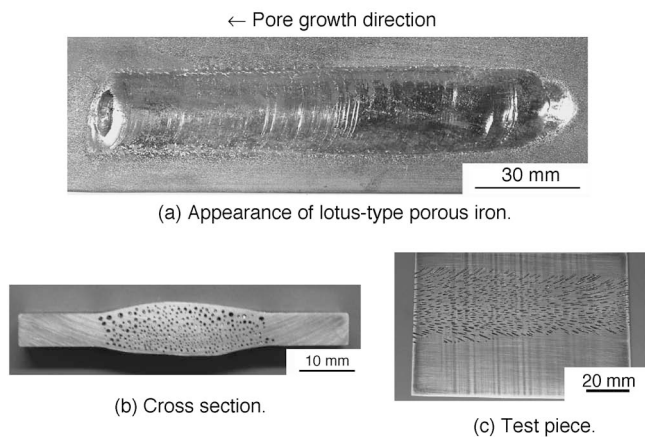 ← Pore growth direction
30 mm
(a) Appearance of lotus-type porous iron.
10 mm
(b) Cross section.
20 mm
(c) Test piece.